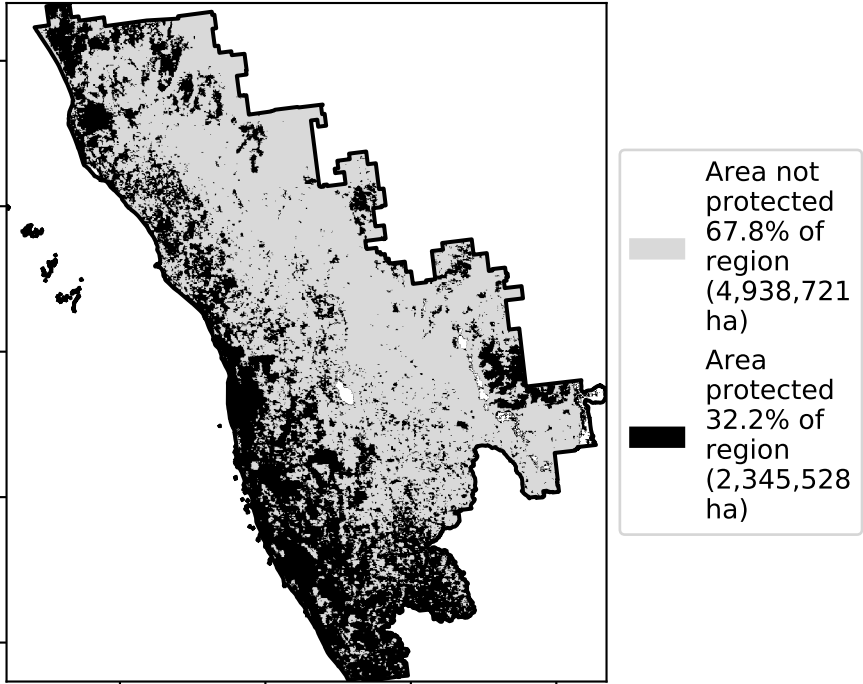 Area not
protected
67.8% of
region
(4,938,721
ha)
Area
protected
32.2% of
region
(2,345,528
ha)